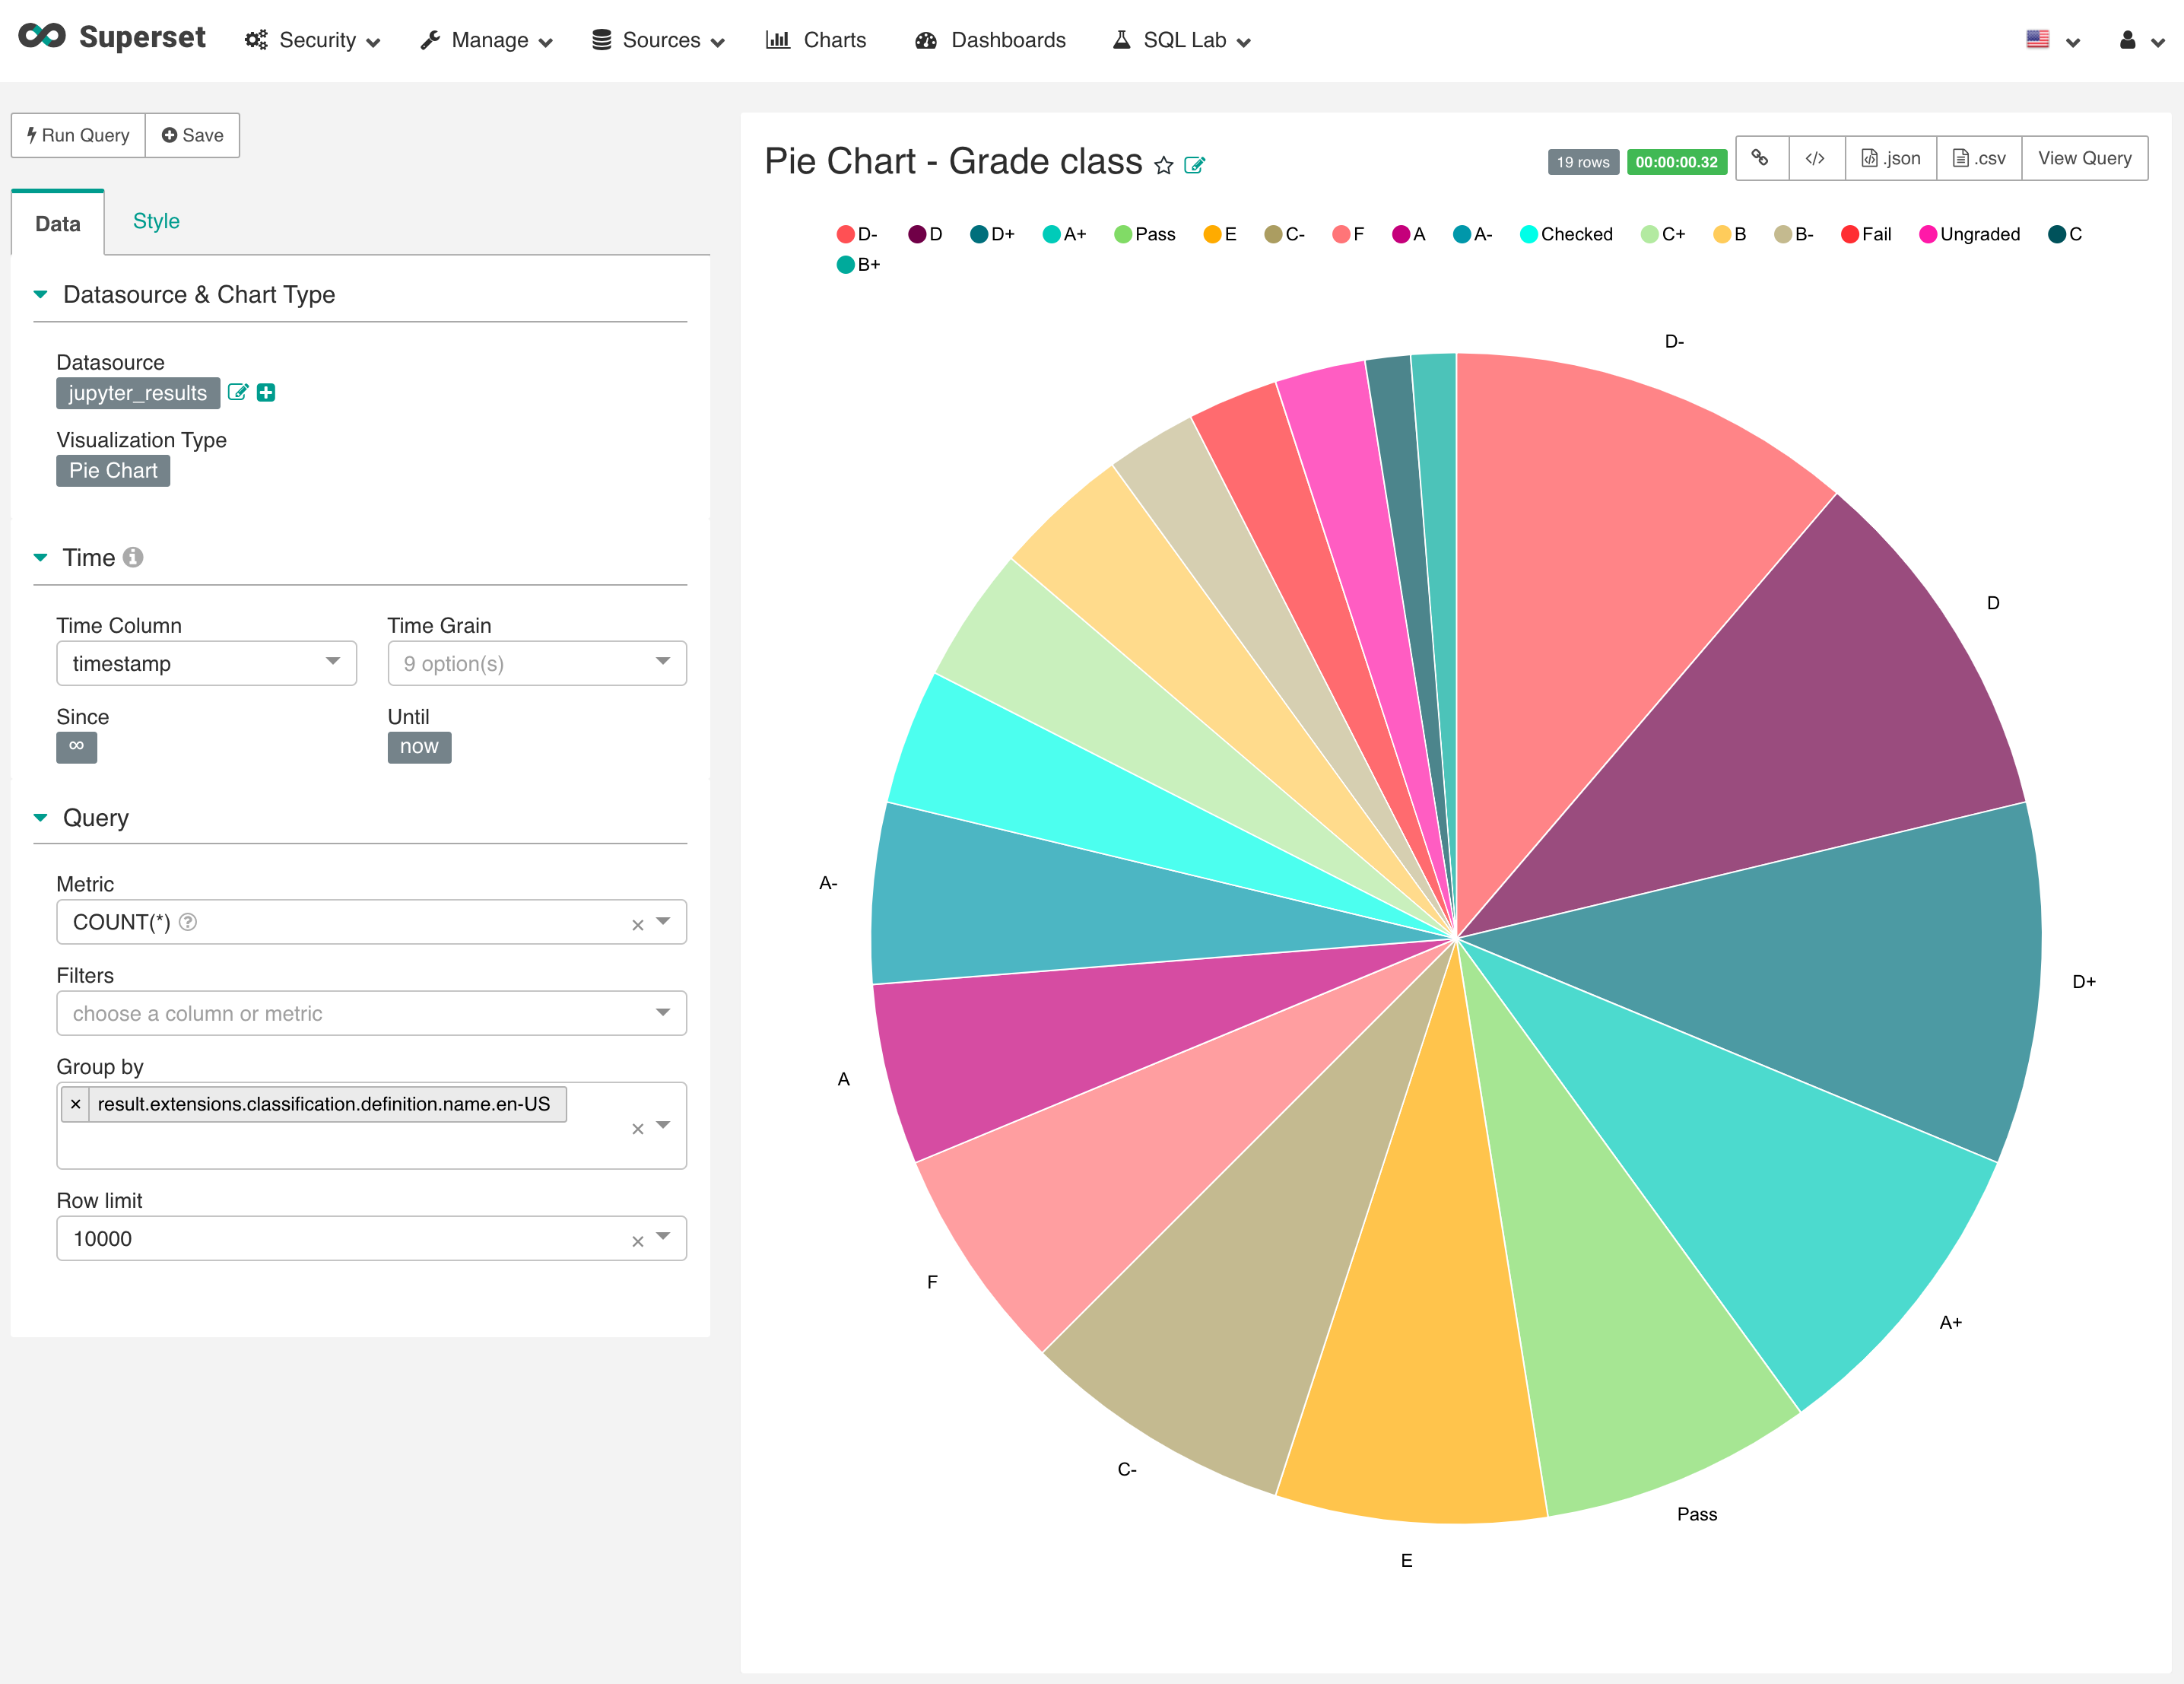 Superset Security Manage Sources Charts Dashboards SQL Lab
Run Query Save
Data Style
Datasource & Chart Type
Datasource
jupyter_results
Visualization Type
Pie Chart
Time
Time Column Time Grain
timestamp 9 option(s)
Since Until
∞ now
Query
Metric
COUNT(*)
Filters
choose a column or metric
Group by
× result.extensions.classification.definition.name.en-US
Row limit
10000
Pie Chart - Grade class 19 rows 00:00:00.32 </> .json .csv View Query
D- D D+ A+ Pass E C- F A A- Checked C+ B B- Fail Ungraded C
B+
D-
D
A-
D+
A
F
A+
C-
Pass
E